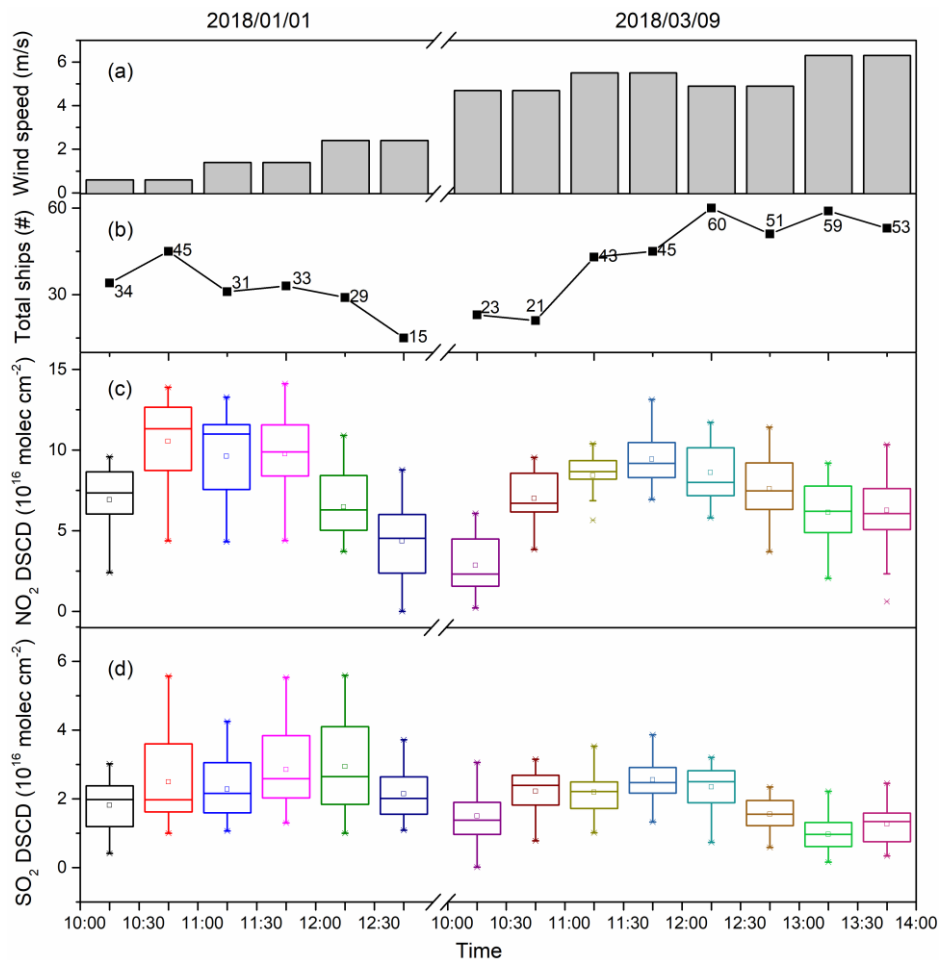 2018/01/01 2018/03/09
Wind speed (m/s)
6
4
2
0
(a)
Total ships (#)
60
30
(b)
34 45 31 33 29 15 23 21 43 45 60 51 59 53
NO2 DSCD (10^16 molec cm^-2)
15
10
5
0
(c)
SO2 DSCD (10^16 molec cm^-2)
6
4
2
0
(d)
10:00 10:30 11:00 11:30 12:00 12:30 10:00 10:30 11:00 11:30 12:00 12:30 13:00 13:30 14:00
Time